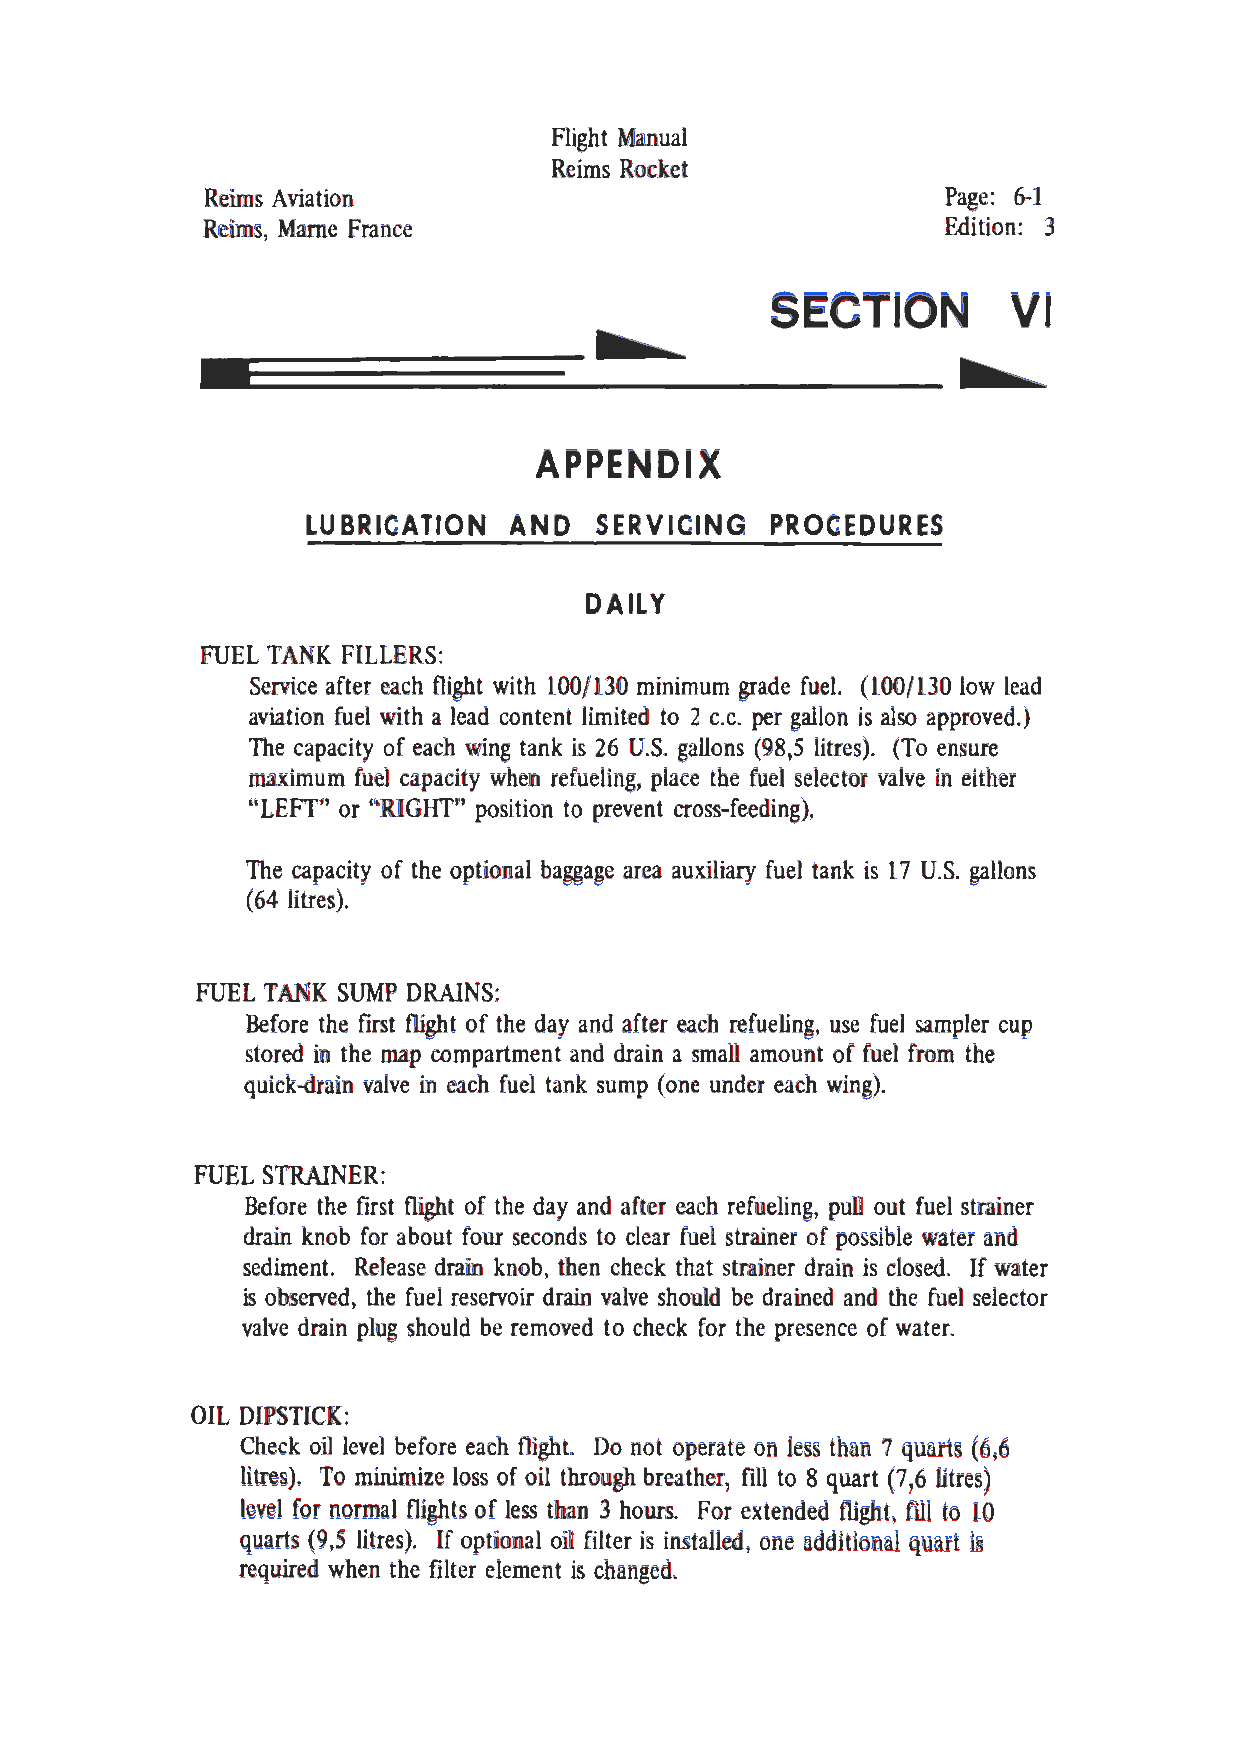 Flight Manual
Reims Rocket
Reims Aviation Page: 6-1
Reims, Marne France Edition: 3
SECTION VI
APPENDIX
LUBRICATION AND SERVICING PROCEDURES
DAILY
FUEL TANK FILLERS:
Service after each flight with 100/130 minimum grade fuel. (100/130 low lead
aviation fuel with a lead content limited to 2 c.c. per gallon is also approved.)
The capacity of each wing tank is 26 U.S. gallons (98,5 litres). (To ensure
maximum fuel capacity when refueling, place the fuel selector valve in either
“LEFT” or “RIGHT” position to prevent cross-feeding).
The capacity of the optional baggage area auxiliary fuel tank is 17 U.S. gallons
(64 litres).
FUEL TANK SUMP DRAINS:
Before the first flight of the day and after each refueling, use fuel sampler cup
stored in the map compartment and drain a small amount of fuel from the
quick-drain valve in each fuel tank sump (one under each wing).
FUEL STRAINER:
Before the first flight of the day and after each refueling, pull out fuel strainer
drain knob for about four seconds to clear fuel strainer of possible water and
sediment. Release drain knob, then check that strainer drain is closed. If water
is observed, the fuel reservoir drain valve should be drained and the fuel selector
valve drain plug should be removed to check for the presence of water.
OIL DIPSTICK:
Check oil level before each flight. Do not operate on less than 7 quarts (6,6
litres). To minimize loss of oil through breather, fill to 8 quart (7,6 litres)
level for normal flights of less than 3 hours. For extended flight, fill to 10
quarts (9,5 litres). If optional oil filter is installed, one additional quart is
required when the filter element is changed.